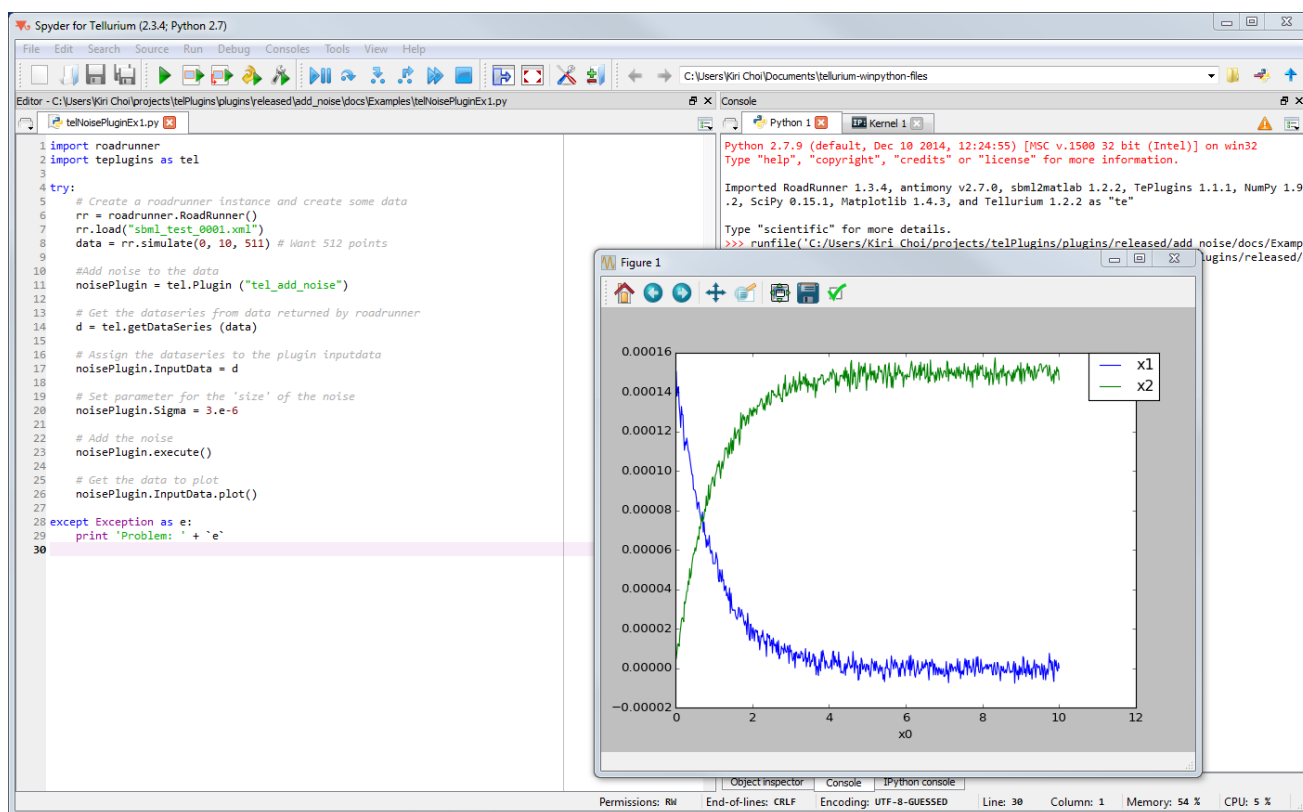 Spyder for Tellurium (2.3.4; Python 2.7)
File Edit Search Source Run Debug Consoles Tools View Help
C:\Users\Kiri Choi\Documents\tellurium-winpython-files
Editor - C:\Users\Kiri Choi\projects\telPlugins\plugins\released\add_noise\docs\Examples\telNoisePluginEx1.py
telNoisePluginEx1.py
1 import roadrunner
2 import teplugins as tel
3
4 try:
5     # Create a roadrunner instance and create some data
6     rr = roadrunner.RoadRunner()
7     rr.load("sbml_test_0001.xml")
8     data = rr.simulate(0, 10, 511) # Want 512 points
9
10     #Add noise to the data
11     noisePlugin = tel.Plugin ("tel_add_noise")
12
13     # Get the dataseries from data returned by roadrunner
14     d = tel.getDataSeries (data)
15
16     # Assign the dataseries to the plugin inputdata
17     noisePlugin.InputData = d
18
19     # Set parameter for the 'size' of the noise
20     noisePlugin.Sigma = 3.e-6
21
22     # Add the noise
23     noisePlugin.execute()
24
25     # Get the data to plot
26     noisePlugin.InputData.plot()
27
28 except Exception as e:
29     print 'Problem: ' + `e`
30
Console
Python 1
IP: Kernel 1
Python 2.7.9 (default, Dec 10 2014, 12:24:55) [MSC v.1500 32 bit (Intel)] on win32
Type "help", "copyright", "credits" or "license" for more information.
Imported RoadRunner 1.3.4, antimony v2.7.0, sbml2matlab 1.2.2, TePlugins 1.1.1, NumPy 1.9
.2, SciPy 0.15.1, Matplotlib 1.4.3, and Tellurium 1.2.2 as "te"
Type "scientific" for more details.
>>> runfile('C:/Users/Kiri Choi/projects/telPlugins/plugins/released/add_noise/docs/Examp
lugins/released/
Figure 1
0.00016
0.00014
0.00012
0.00010
0.00008
0.00006
0.00004
0.00002
0.00000
−0.00002
0 2 4 6 8 10 12
x0
x1
x2
Object inspector Console IPython console
Permissions: RW End-of-lines: CRLF Encoding: UTF-8-GUESSED Line: 30 Column: 1 Memory: 54 % CPU: 5 %